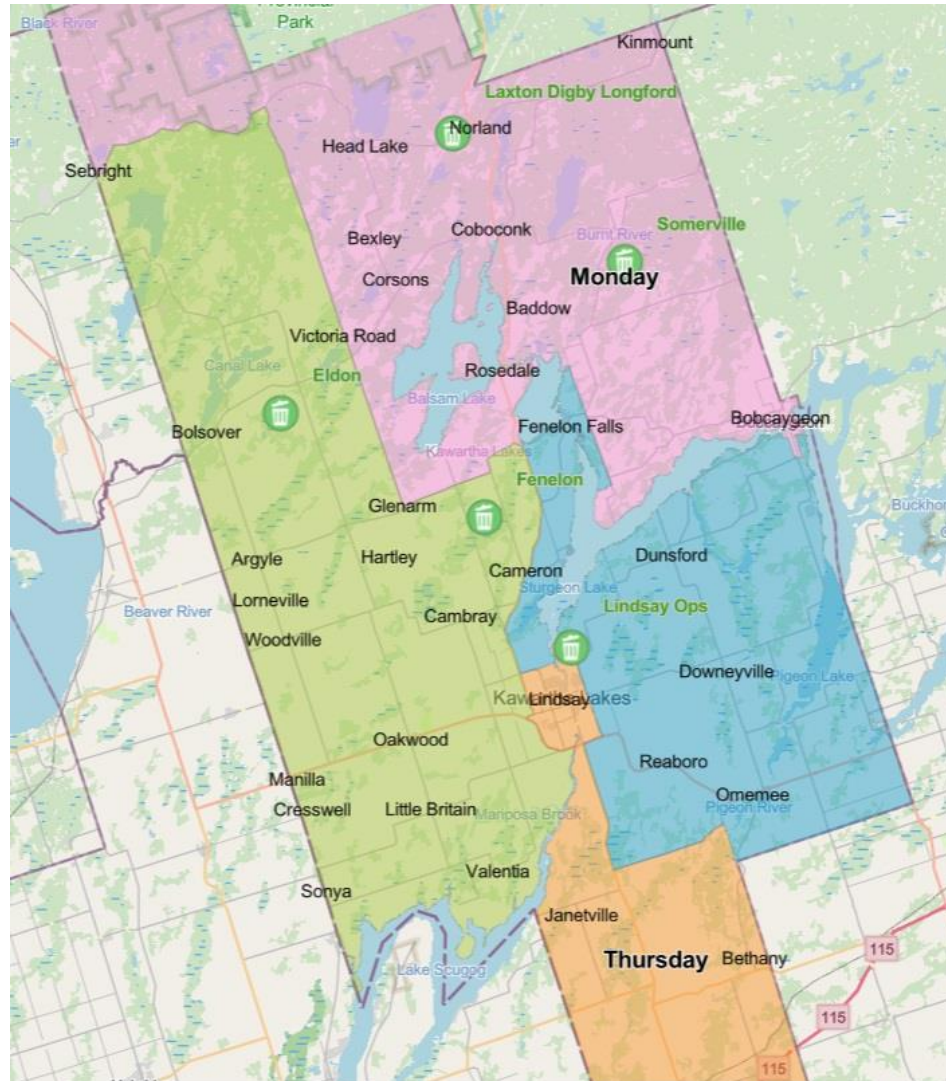 Park
Black River
Kinmount
Laxton Digby Longford
Norland
Head Lake
Sebright
Somerville
Coboconk
Burnt River
Bexley
Monday
Corsons
Baddow
Victoria Road
Canal Lake
Eldon
Rosedale
Balsam Lake
Bobcaygeon
Fenelon Falls
Bolsover
Kawartha Lakes
Fenelon
Glenarm
Argyle
Hartley
Dunsford
Cameron
Sturgeon Lake
Beaver River
Lorneville
Lindsay Ops
Cambray
Woodville
Downeyville
Pigeon Lake
Kawartha Lakes
Lindsay
Oakwood
Reaboro
Manilla
Omemee
Pigeon River
Cresswell
Little Britain
Mariposa Brook
Valentia
Sonya
Janetville
115
Thursday
Bethany
Lake Scugog
115
115